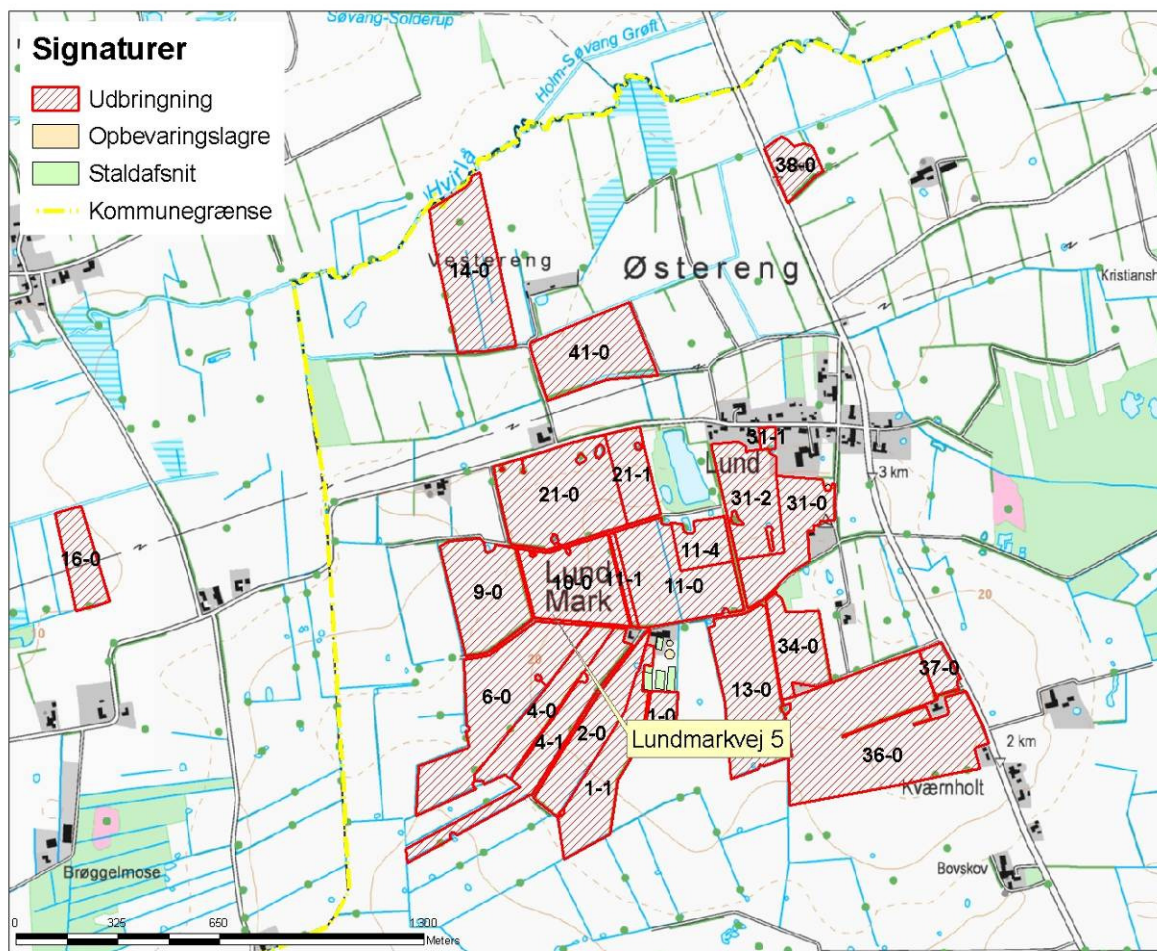 Søvang-Solderup
Signaturer
Udbringning
Opbevaringslagre
Staldafsnit
Kommunegrænse
Holm-Søvang Grøft
Hvirlå
38-0
Vestereng
14-0
Østereng
41-0
31-1
Lund
3 km
21-1
21-0
31-2
31-0
16-0
11-4
9-0
10-0
11-1
11-0
Lund
Mark
20
10
20
34-0
13-0
37-0
6-0
4-0
4-1
2-0
1-0
1-1
Lundmarkvej 5
36-0
2 km
Kværnholt
Brøggelmose
Bovskov
0 325 650 1.300
Meters